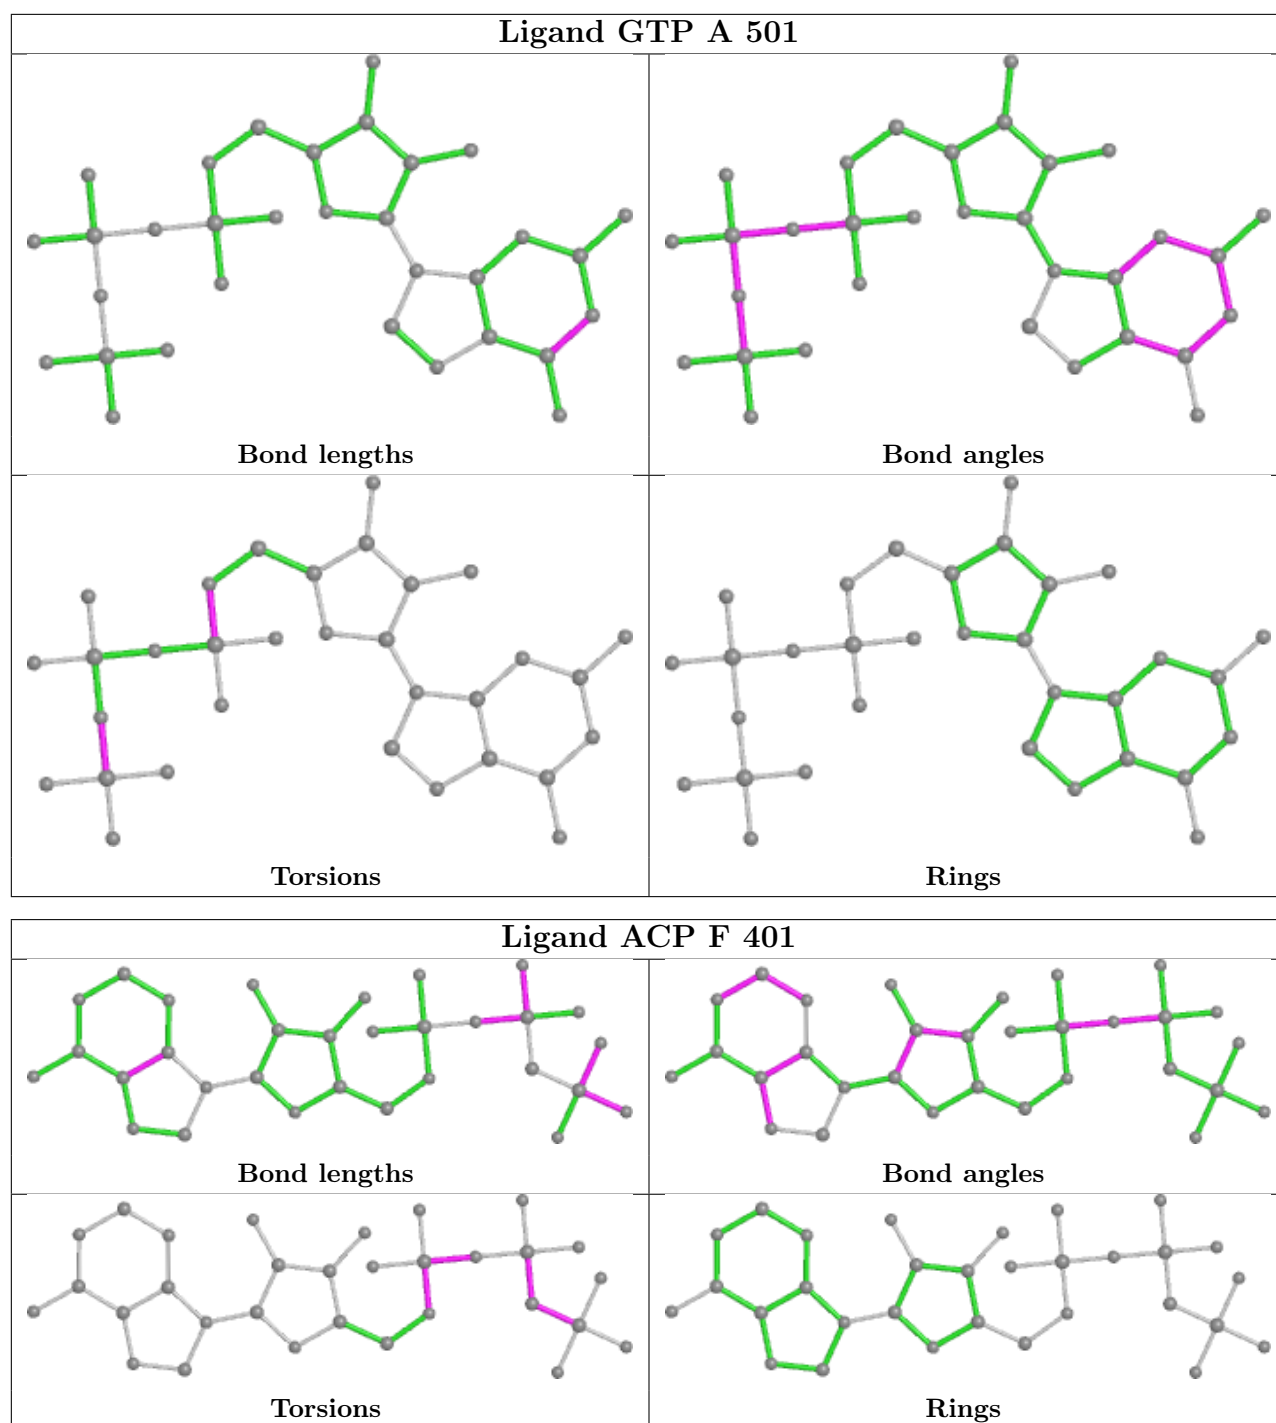 Ligand GTP A 501
Bond lengths
Bond angles
Torsions
Rings
Ligand ACP F 401
Bond lengths
Bond angles
Torsions
Rings